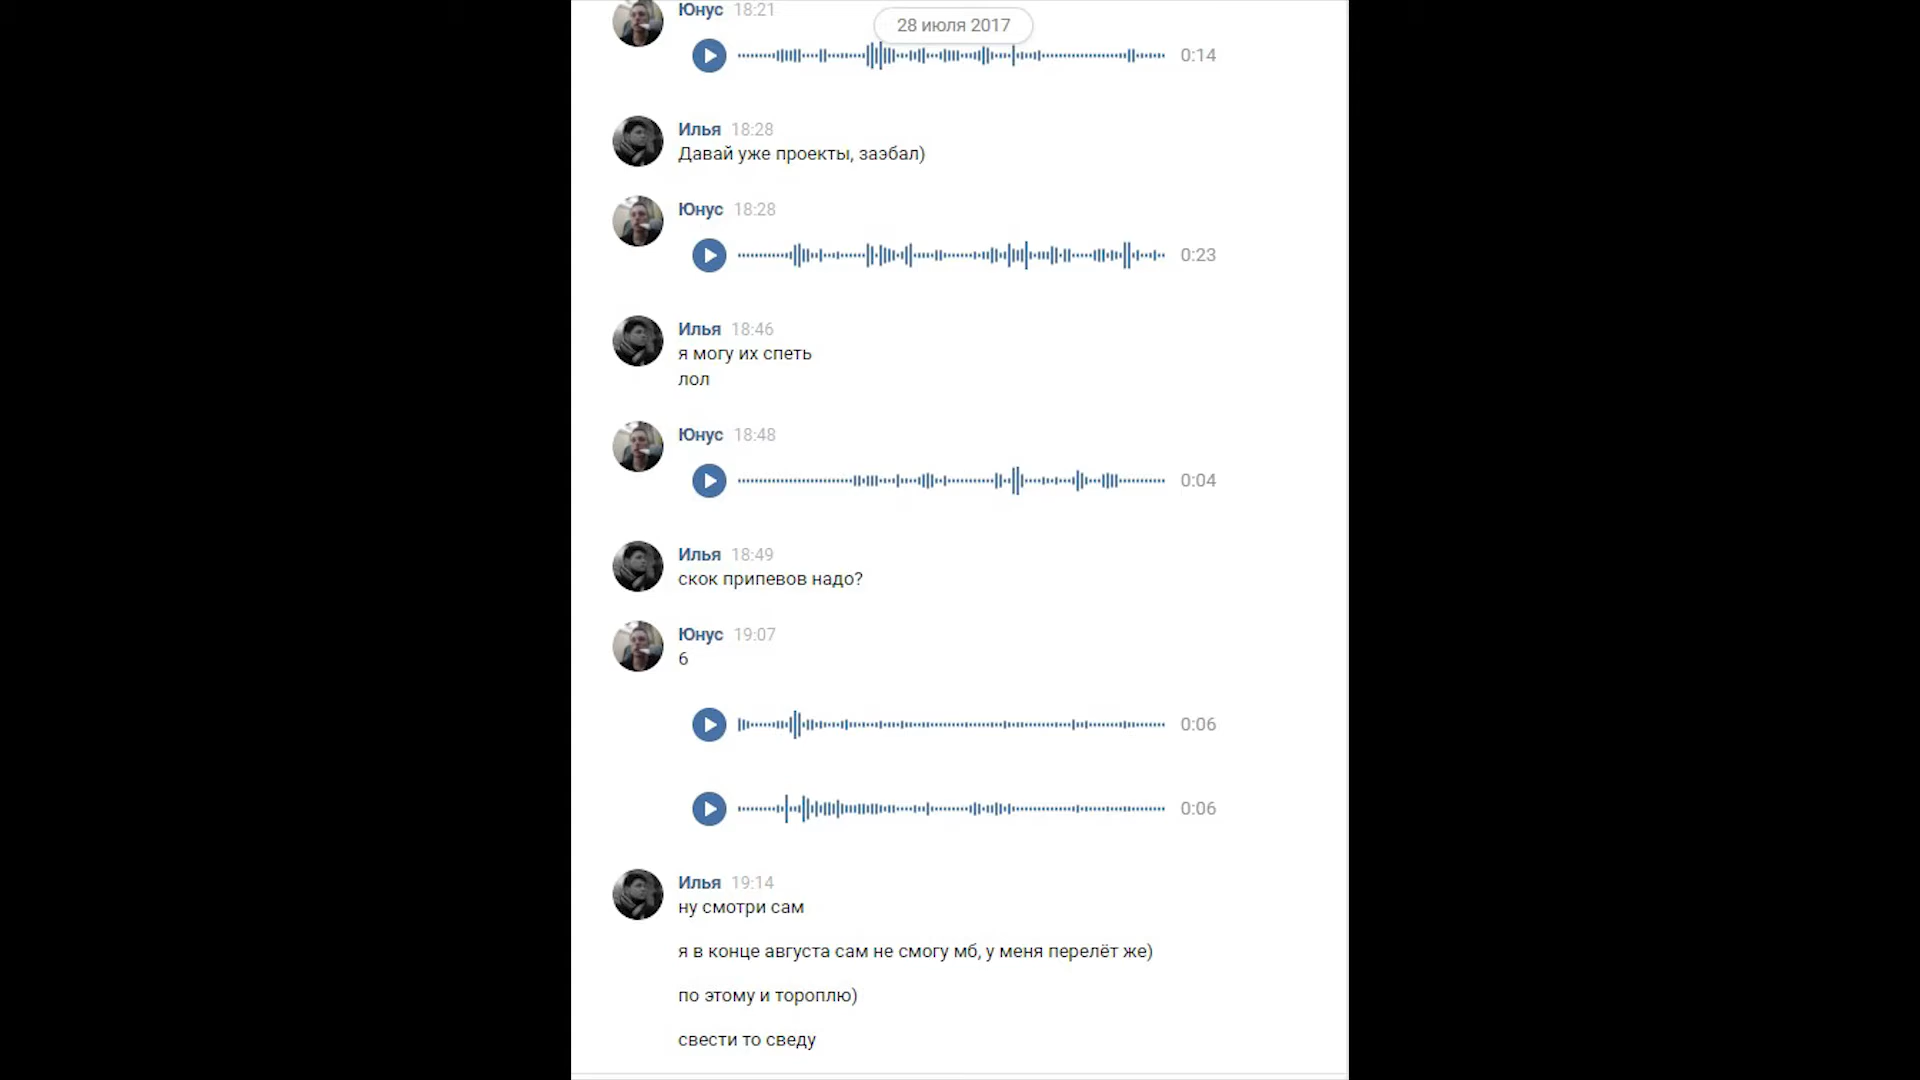 Юнус 18:21
28 июля 2017
0:14
Илья 18:28
Давай уже проекты, заэбал)
Юнус 18:28
0:23
Илья 18:46
я могу их спеть
лол
Юнус 18:48
0:04
Илья 18:49
скок припевов надо?
Юнус 19:07
6
0:06
0:06
Илья 19:14
ну смотри сам
я в конце августа сам не смогу мб, у меня перелёт же)
по этому и тороплю)
свести то сведу